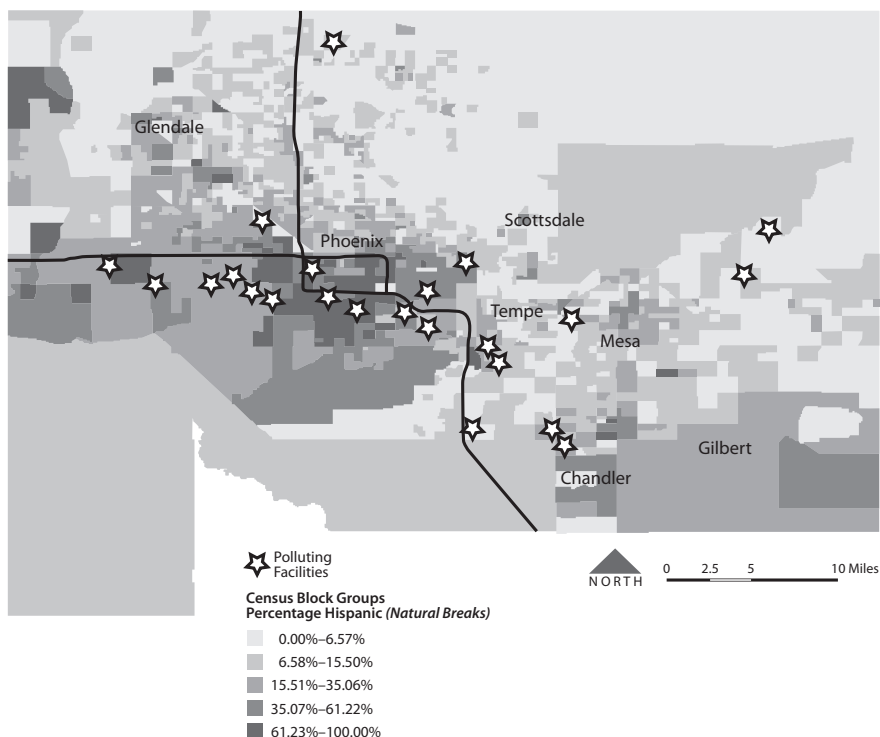 Glendale
Scottsdale
Phoenix
Tempe
Mesa
Gilbert
Chandler
Polluting
Facilities
NORTH
0 2.5 5 10 Miles
Census Block Groups
Percentage Hispanic (Natural Breaks)
0.00%–6.57%
6.58%–15.50%
15.51%–35.06%
35.07%–61.22%
61.23%–100.00%